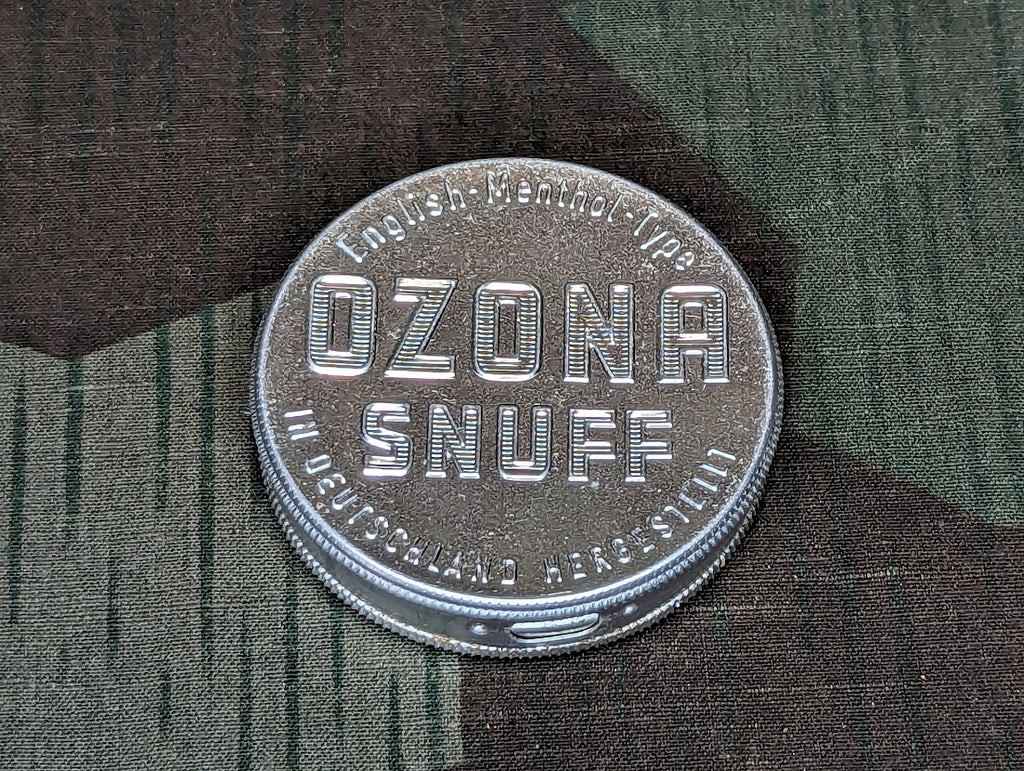 English-Menthol-Type
OZONA
SNUFF
IN DEUTSCHLAND HERGESTELLT